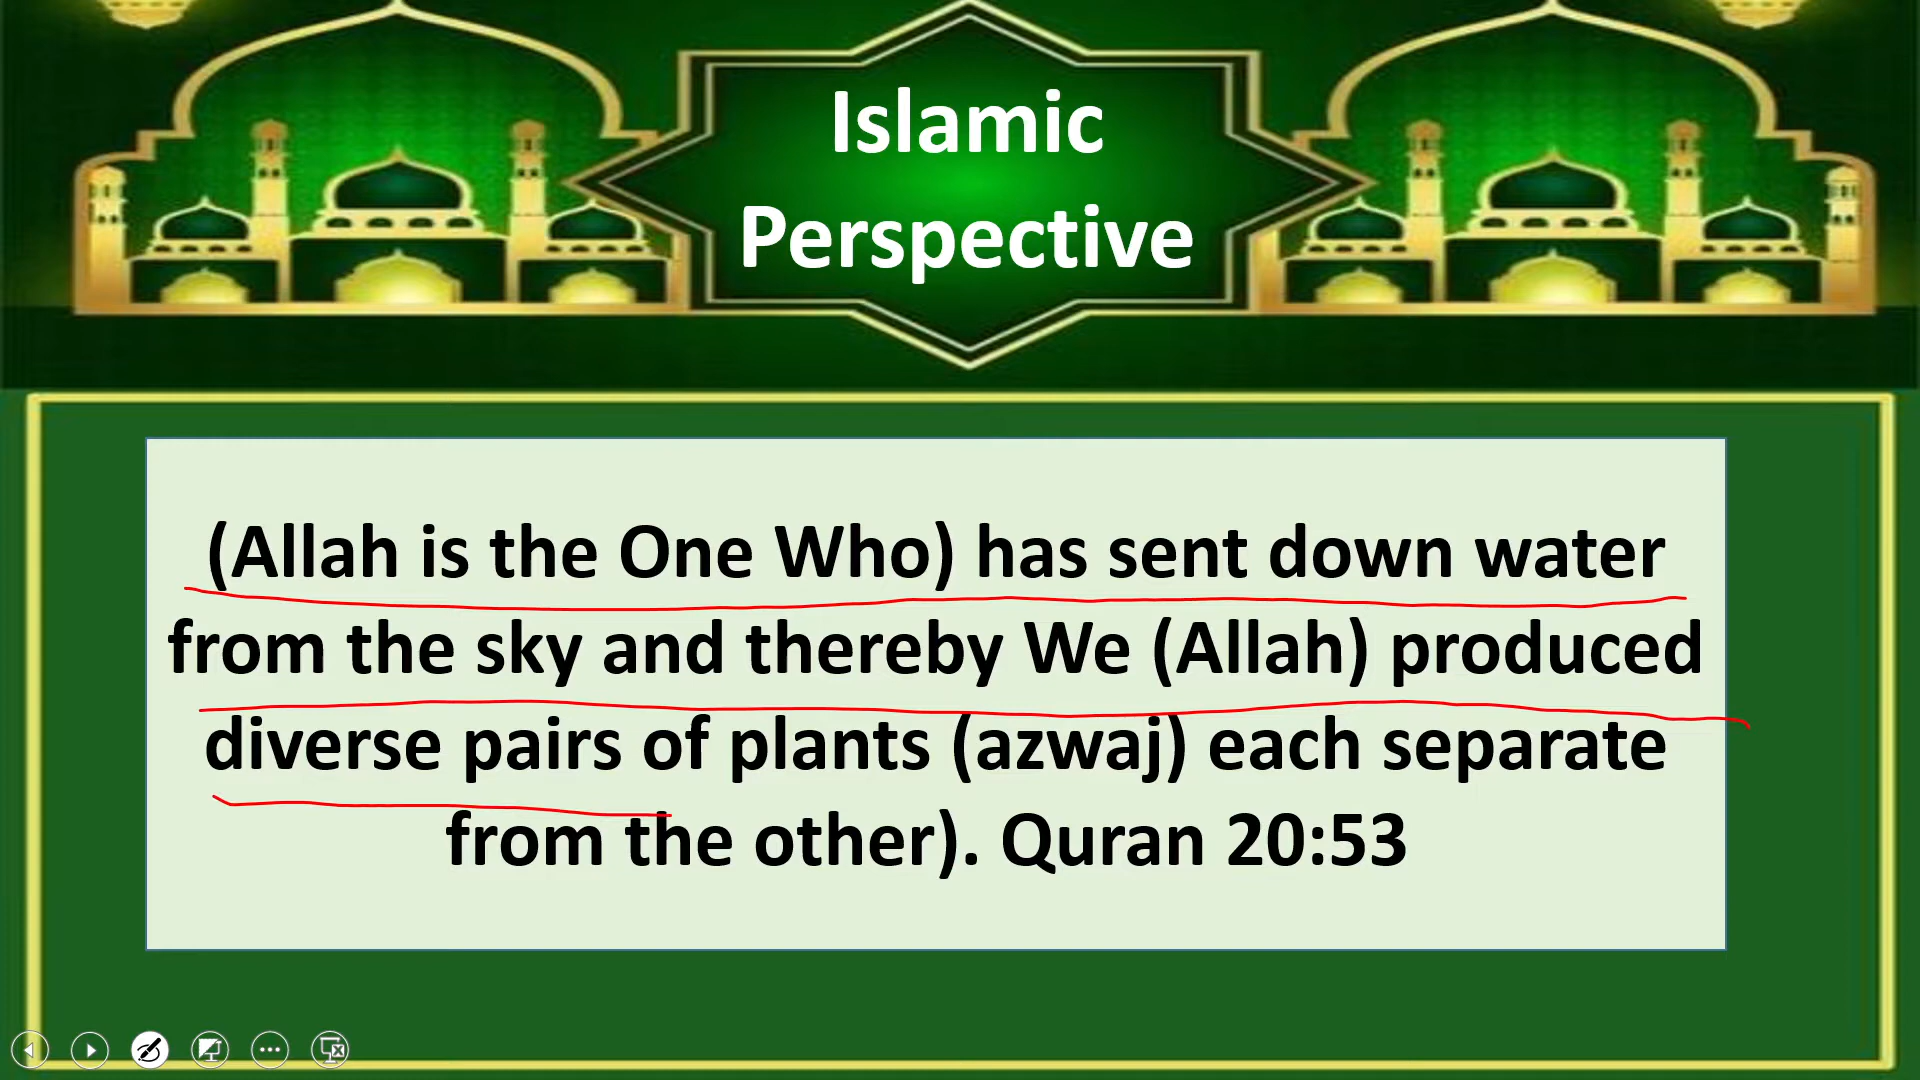 Islamic
Perspective
(Allah is the One Who) has sent down water
from the sky and thereby We (Allah) produced
diverse pairs of plants (azwaj) each separate
from the other). Quran 20:53